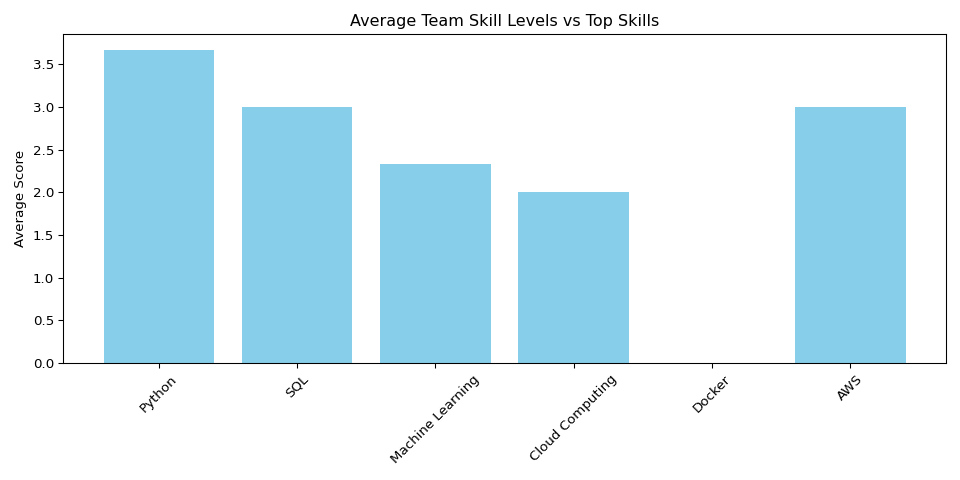 Average Team Skill Levels vs Top Skills
Average Score
3.5
3.0
2.5
2.0
1.5
1.0
0.5
0.0
Python
SQL
Machine Learning
Cloud Computing
Docker
AWS